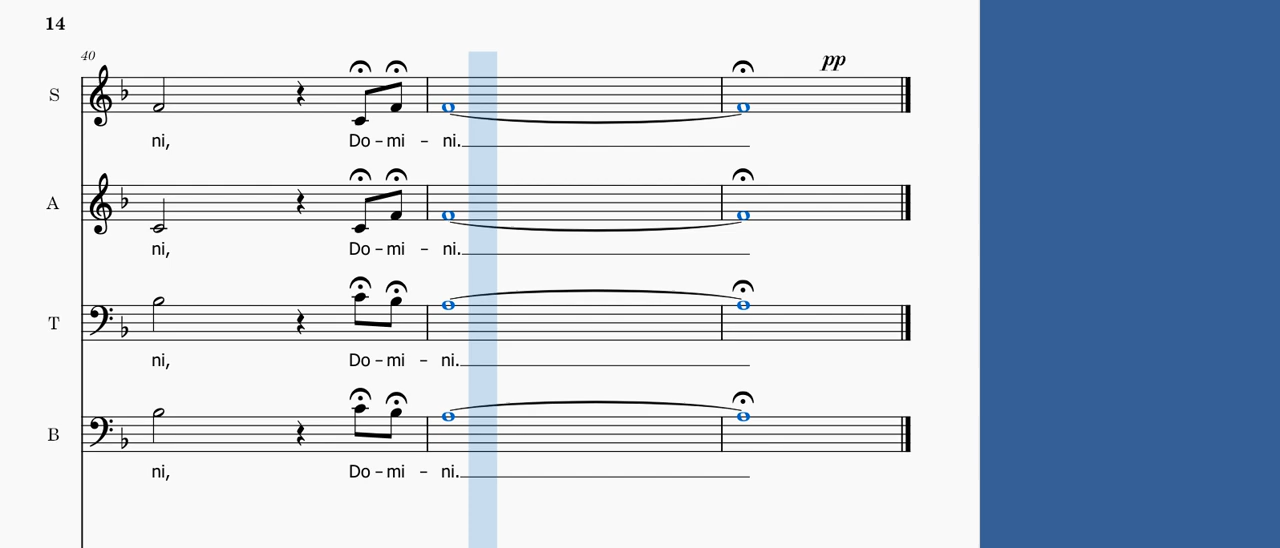 14
40
pp
S
ni, Do – mi – ni.
A
ni, Do – mi – ni.
T
ni, Do – mi – ni.
B
ni, Do – mi – ni.